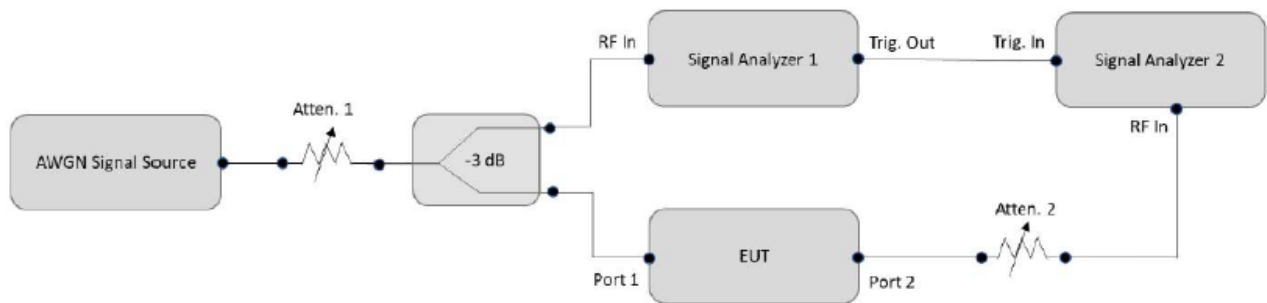 RF In
Signal Analyzer 1
Trig. Out
Trig. In
Signal Analyzer 2
RF In
Atten. 1
AWGN Signal Source
-3 dB
Atten. 2
Port 1
EUT
Port 2